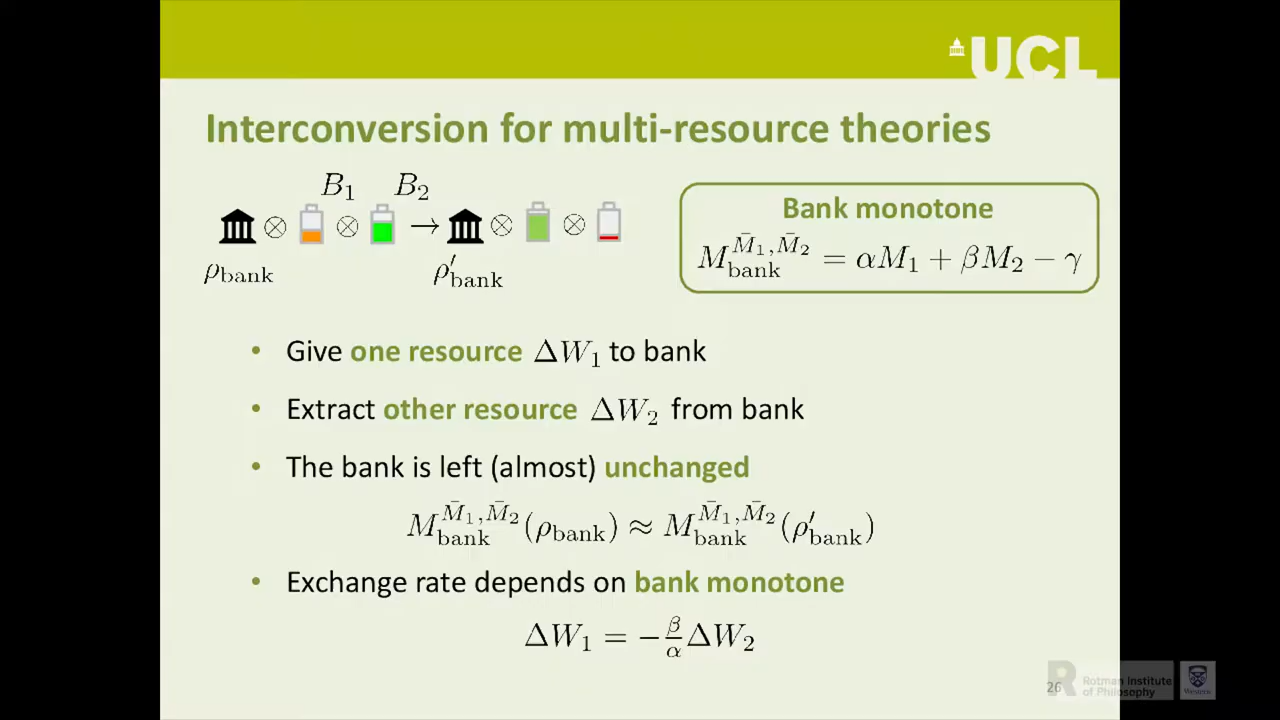 UCL
Interconversion for multi-resource theories
B₁ B₂
⊗ ⊗ → ⊗ ⊗
ρ_bank ρ′_bank
Bank monotone
M_bank^{M̄₁,M̄₂} = αM₁ + βM₂ − γ
• Give one resource ΔW₁ to bank
• Extract other resource ΔW₂ from bank
• The bank is left (almost) unchanged
M_bank^{M̄₁,M̄₂}(ρ_bank) ≈ M_bank^{M̄₁,M̄₂}(ρ′_bank)
• Exchange rate depends on bank monotone
ΔW₁ = −β/α ΔW₂
26
R Rotman Institute
of Philosophy
Western